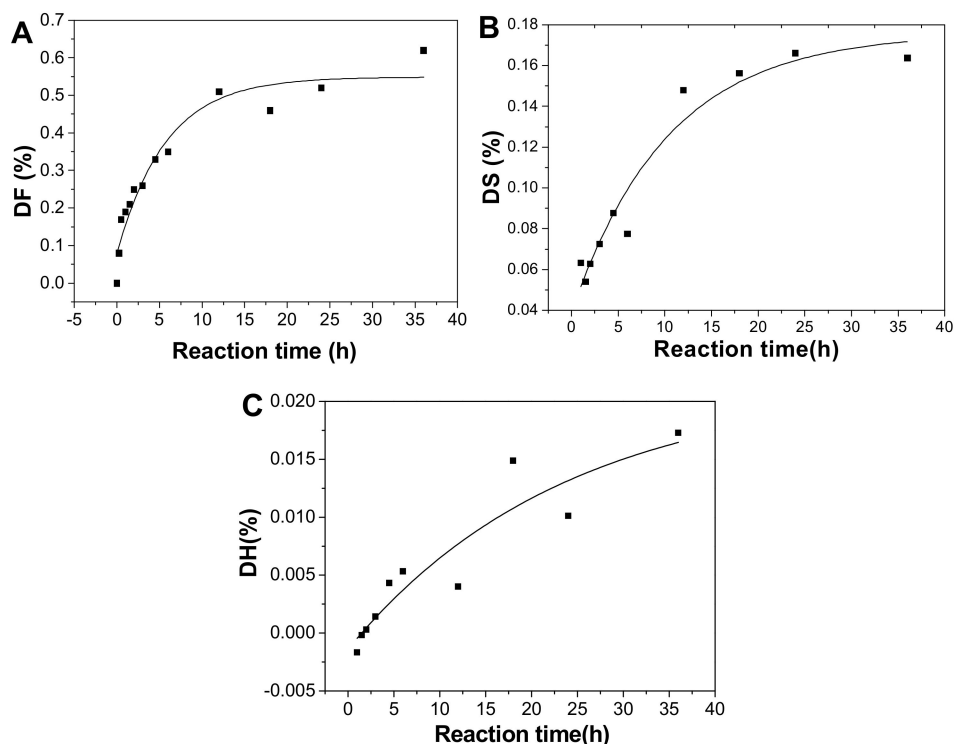 A
DF (%)
0.7
0.6
0.5
0.4
0.3
0.2
0.1
0.0
-5 0 5 10 15 20 25 30 35 40
Reaction time (h)
B
DS (%)
0.18
0.16
0.14
0.12
0.10
0.08
0.06
0.04
0 5 10 15 20 25 30 35 40
Reaction time(h)
C
DH(%)
0.020
0.015
0.010
0.005
0.000
-0.005
0 5 10 15 20 25 30 35 40
Reaction time(h)